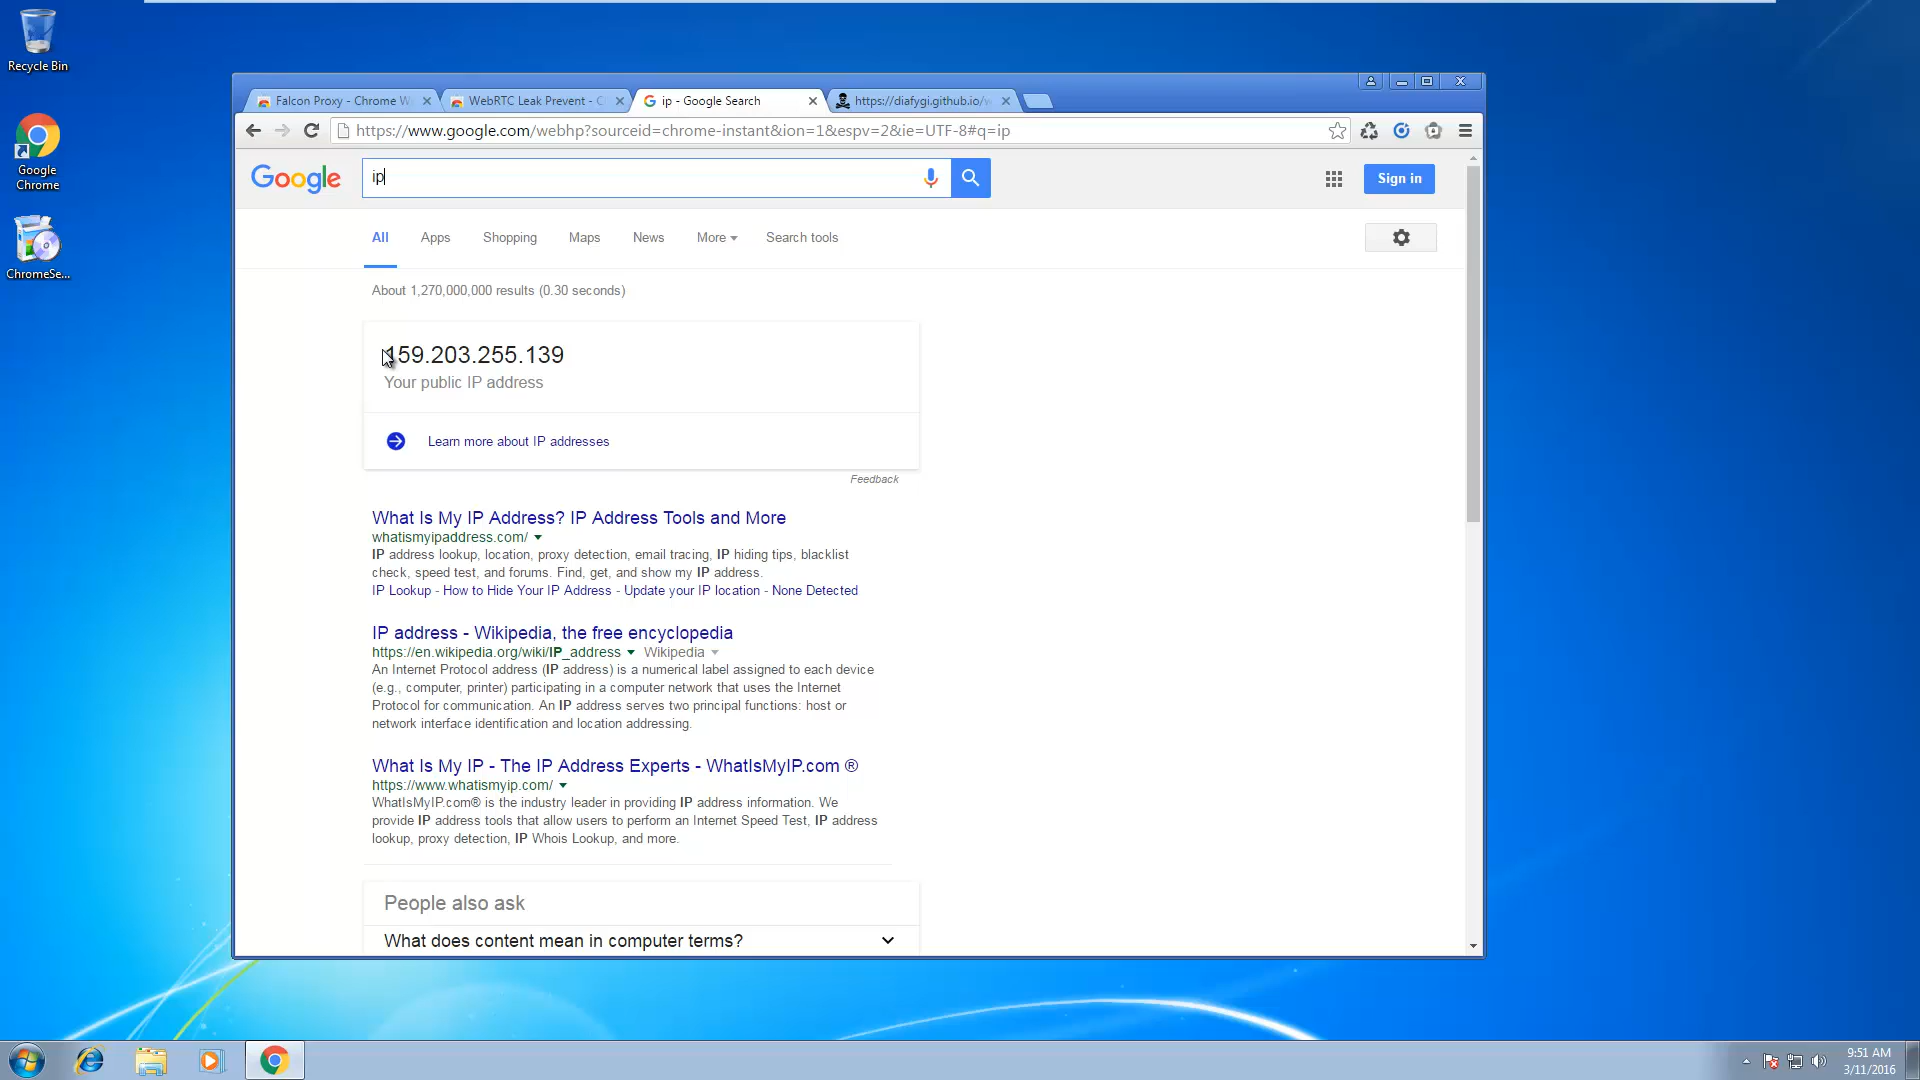 Recycle Bin
Google
Chrome
ChromeSe...
Falcon Proxy - Chrome W
WebRTC Leak Prevent - C
ip - Google Search
https://diafygi.github.io/w
https://www.google.com/webhp?sourceid=chrome-instant&ion=1&espv=2&ie=UTF-8#q=ip
Google
ip
Sign in
All
Apps
Shopping
Maps
News
More
Search tools
About 1,270,000,000 results (0.30 seconds)
159.203.255.139
Your public IP address
Learn more about IP addresses
Feedback
What Is My IP Address? IP Address Tools and More
whatismyipaddress.com/
IP address lookup, location, proxy detection, email tracing, IP hiding tips, blacklist
check, speed test, and forums. Find, get, and show my IP address.
IP Lookup - How to Hide Your IP Address - Update your IP location - None Detected
IP address - Wikipedia, the free encyclopedia
https://en.wikipedia.org/wiki/IP_address Wikipedia
An Internet Protocol address (IP address) is a numerical label assigned to each device
(e.g., computer, printer) participating in a computer network that uses the Internet
Protocol for communication. An IP address serves two principal functions: host or
network interface identification and location addressing.
What Is My IP - The IP Address Experts - WhatIsMyIP.com ®
https://www.whatismyip.com/
WhatIsMyIP.com® is the industry leader in providing IP address information. We
provide IP address tools that allow users to perform an Internet Speed Test, IP address
lookup, proxy detection, IP Whois Lookup, and more.
People also ask
What does content mean in computer terms?
9:51 AM
3/11/2016